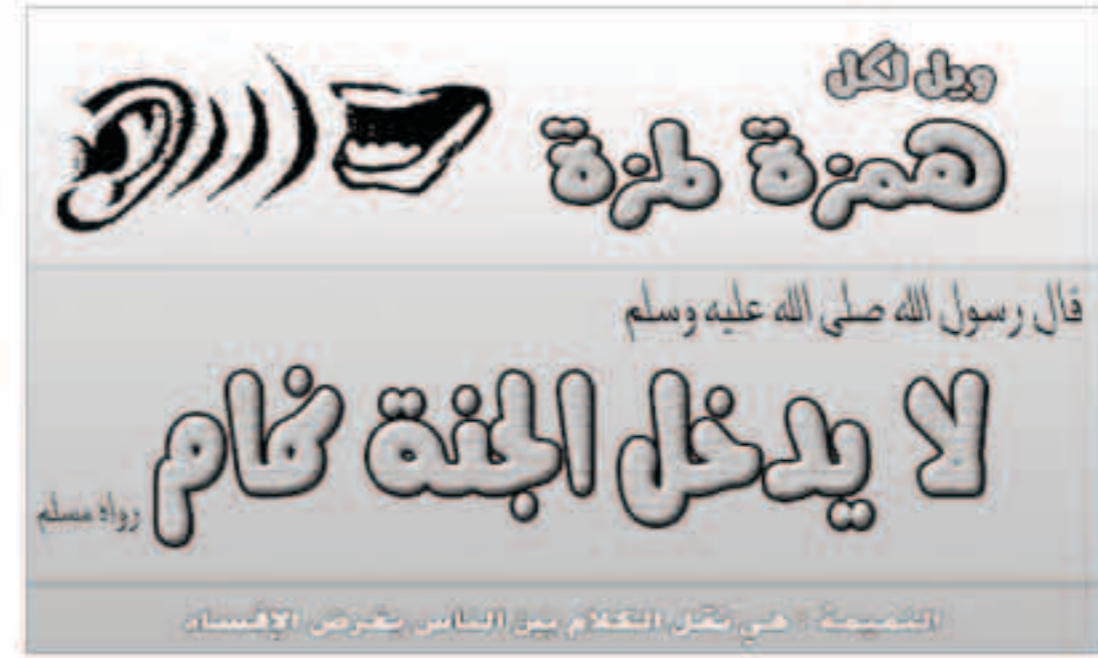 ويل لكل
همزة لمزة
قال رسول الله صلى الله عليه وسلم
لا يدخل الجنة نمام
رواه مسلم
النميمة : هي نقل الكلام بين الناس بغرض الإفساد